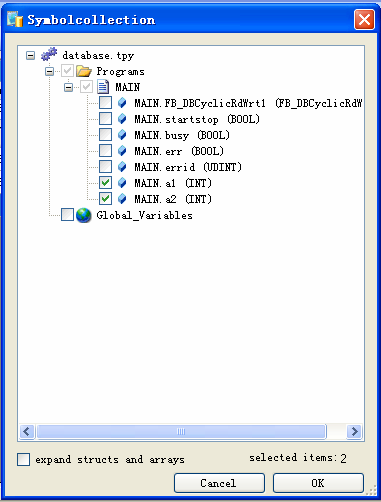 Symbolcollection
database.tpy
Programs
MAIN
MAIN.FB_DBCyclicRdWrt1 (FB_DBCyclicRdW
MAIN.startstop (BOOL)
MAIN.busy (BOOL)
MAIN.err (BOOL)
MAIN.errid (UDINT)
MAIN.a1 (INT)
MAIN.a2 (INT)
Global_Variables
expand structs and arrays
selected items: 2
Cancel
OK